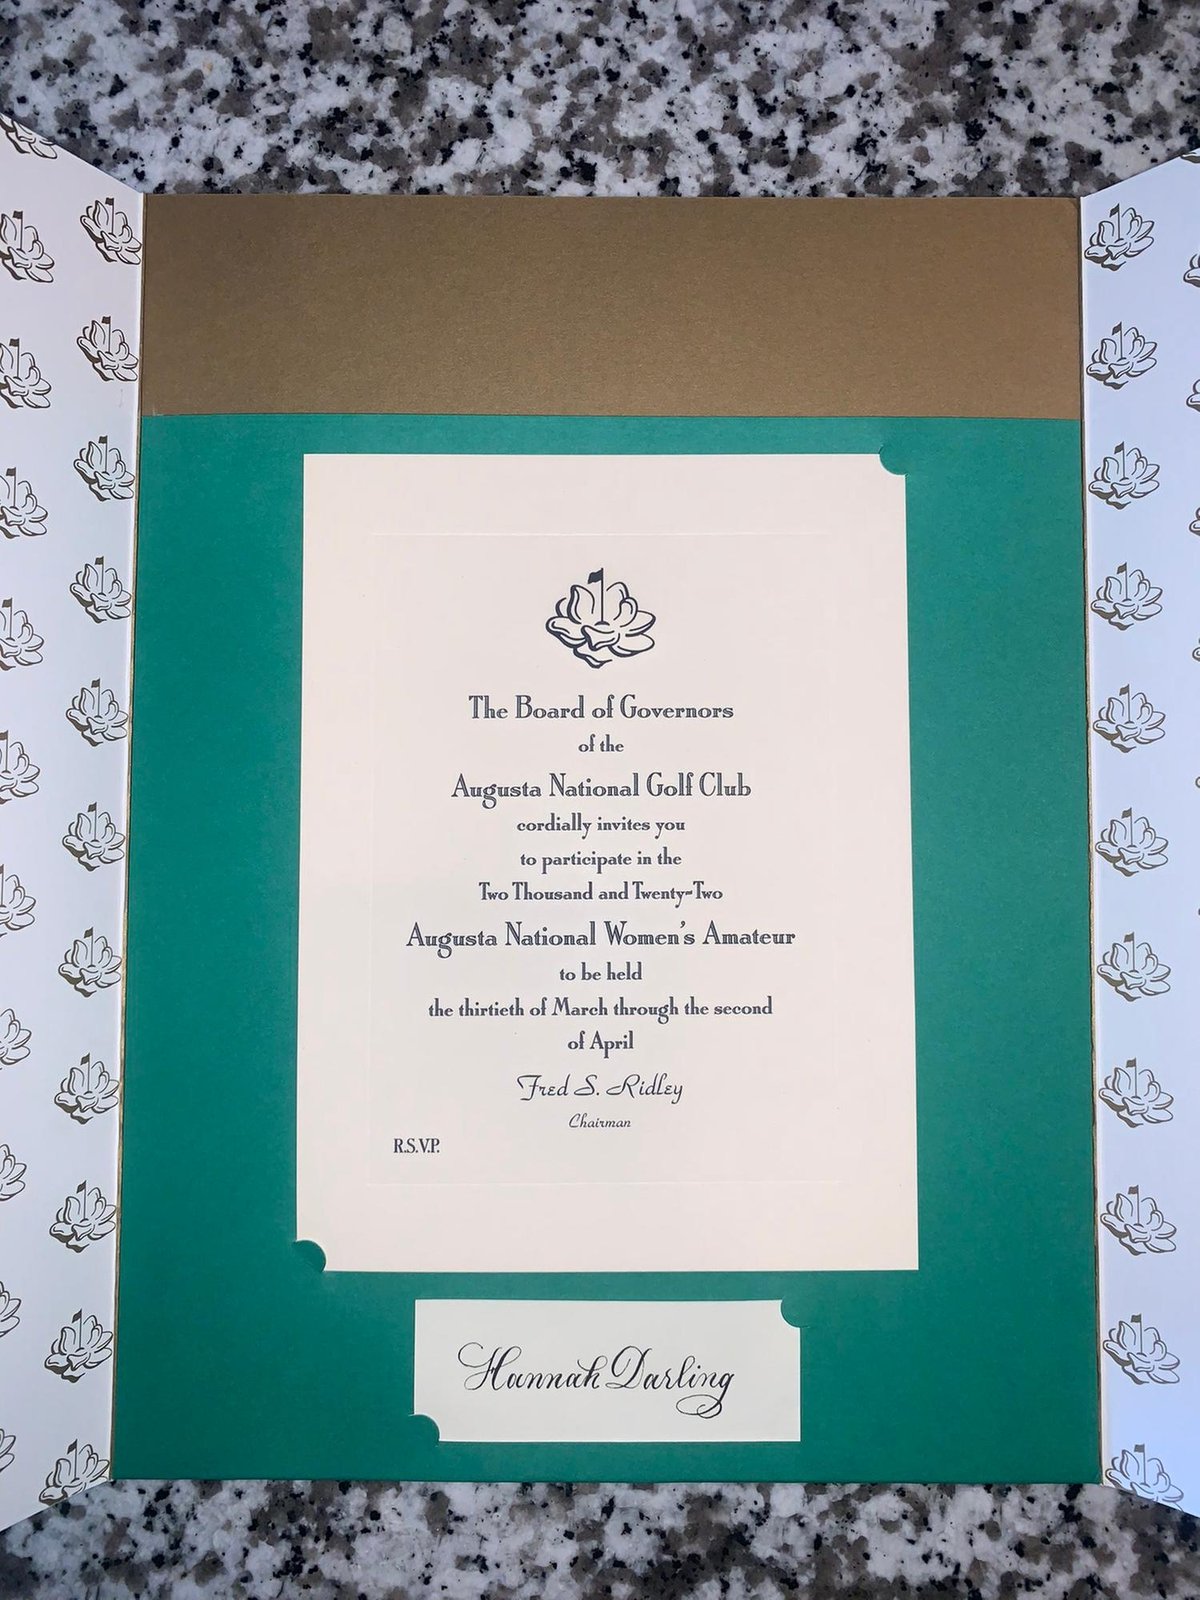 The Board of Governors
of the
Augusta National Golf Club
cordially invites you
to participate in the
Two Thousand and Twenty-Two
Augusta National Women's Amateur
to be held
the thirtieth of March through the second
of April
Fred S. Ridley
Chairman
R.S.V.P.
Hannah Darling